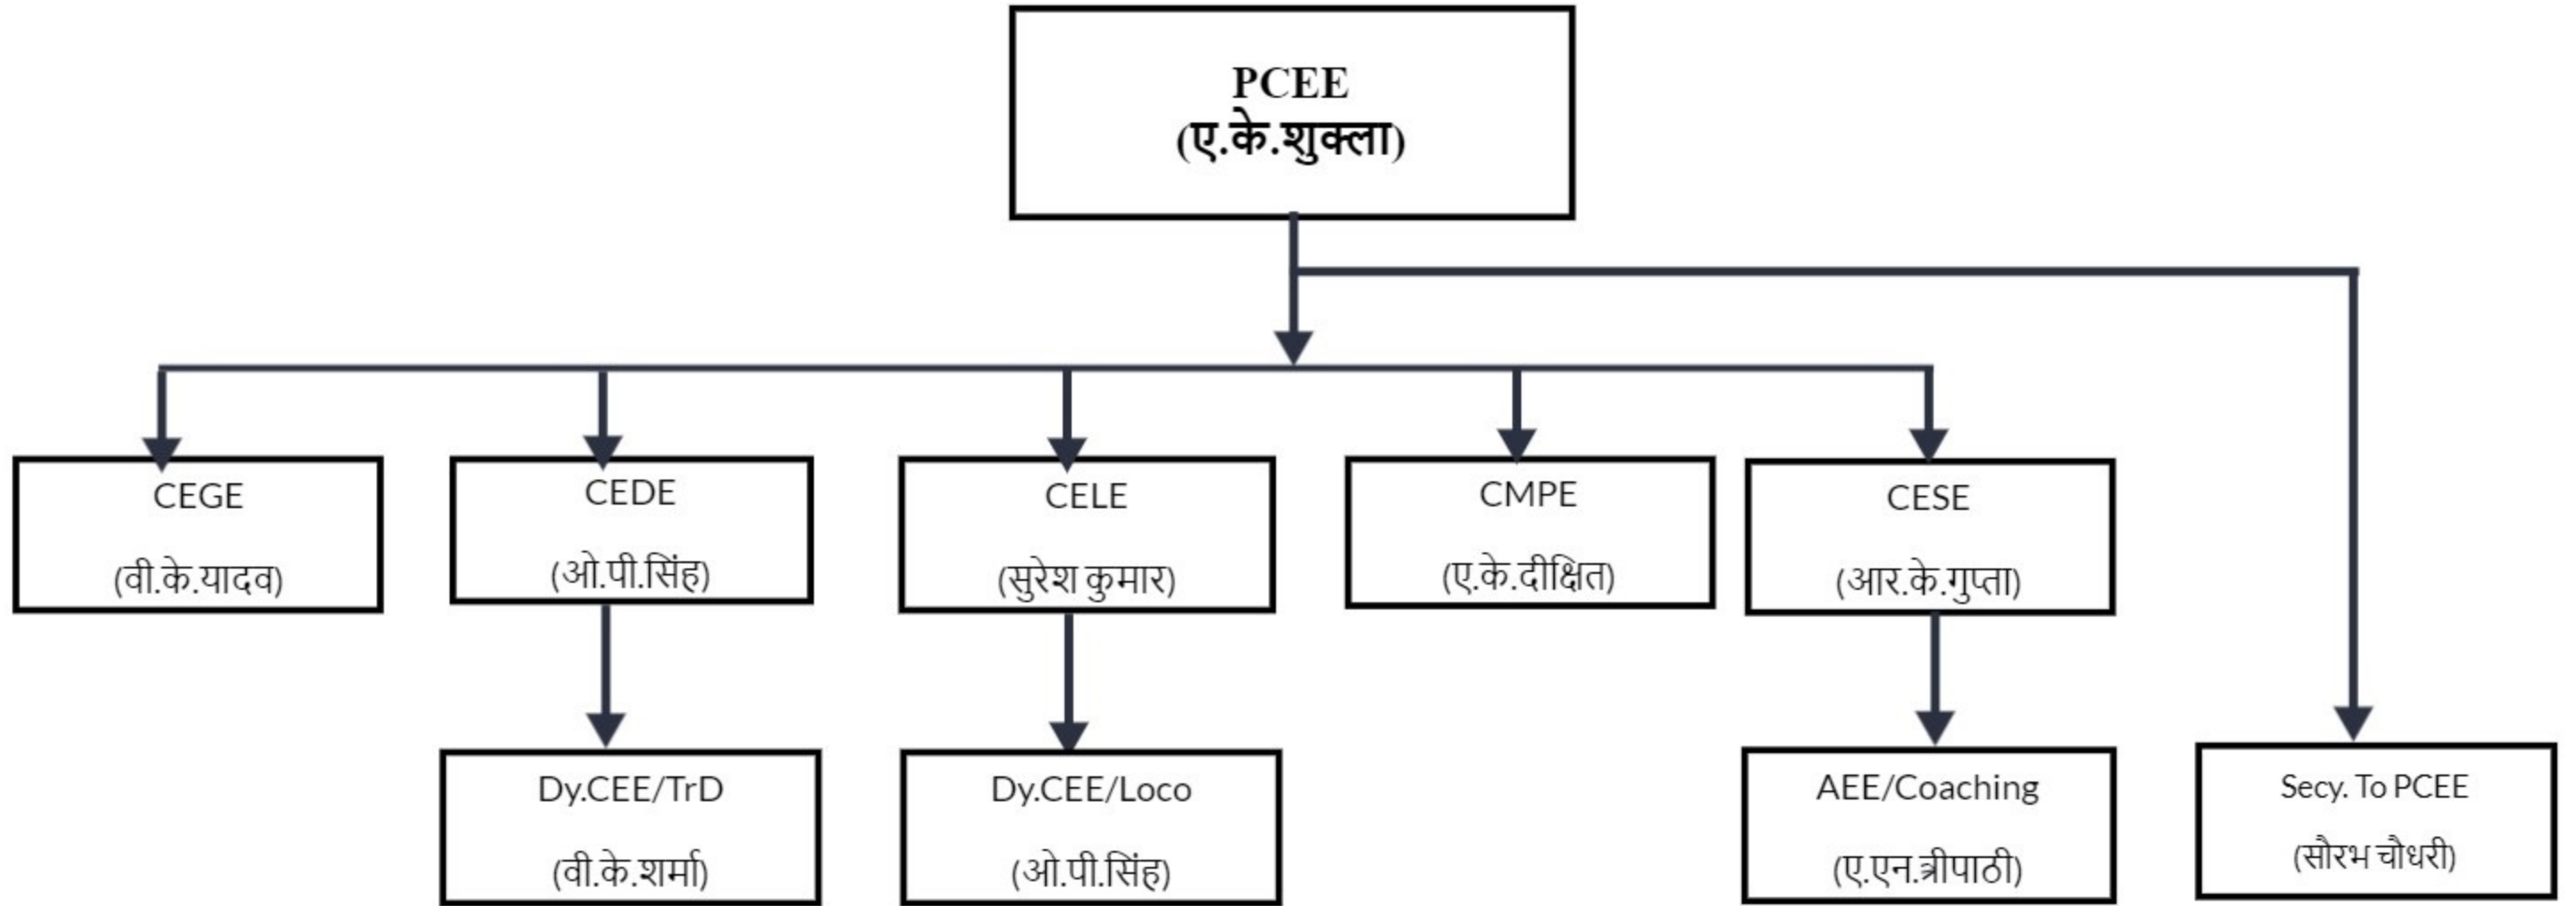 PCEE
(ए.के.शुक्ला)
CEGE
(वी.के.यादव)
CEDE
(ओ.पी.सिंह)
CELE
(सुरेश कुमार)
CMPE
(ए.के.दीक्षित)
CESE
(आर.के.गुप्ता)
Dy.CEE/TrD
(वी.के.शर्मा)
Dy.CEE/Loco
(ओ.पी.सिंह)
AEE/Coaching
(ए.एन.त्रीपाठी)
Secy. To PCEE
(सौरभ चौधरी)